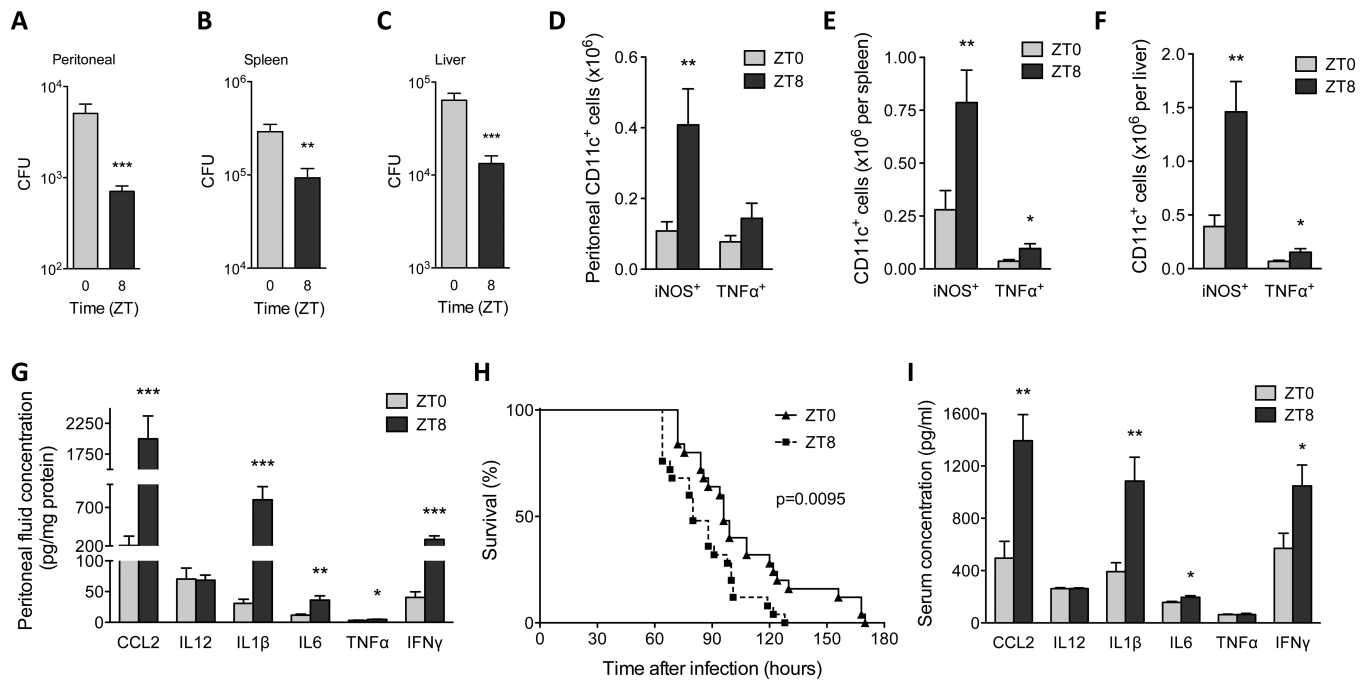 A
Peritoneal
CFU
10⁴
10³
10²
***
0 8
Time (ZT)
B
Spleen
CFU
10⁶
10⁵
10⁴
**
0 8
Time (ZT)
C
Liver
CFU
10⁵
10⁴
10³
***
0 8
Time (ZT)
D
Peritoneal CD11c⁺ cells (x10⁶)
0.6
0.4
0.2
0.0
**
ZT0
ZT8
iNOS⁺ TNFα⁺
E
CD11c⁺ cells (x10⁶ per spleen)
1.00
0.75
0.50
0.25
0.00
**
*
ZT0
ZT8
iNOS⁺ TNFα⁺
F
CD11c⁺ cells (x10⁶ per liver)
2.0
1.5
1.0
0.5
0.0
**
*
ZT0
ZT8
iNOS⁺ TNFα⁺
G
Peritoneal fluid concentration
(pg/mg protein)
2250
1750
700
200
100
50
0
*** *** ** * ***
ZT0
ZT8
CCL2 IL12 IL1β IL6 TNFα IFNγ
H
Survival (%)
100
50
0
ZT0
ZT8
p=0.0095
0 30 60 90 120 150 180
Time after infection (hours)
I
Serum concentration (pg/ml)
1600
1200
800
400
0
** ** * *
ZT0
ZT8
CCL2 IL12 IL1β IL6 TNFα IFNγ